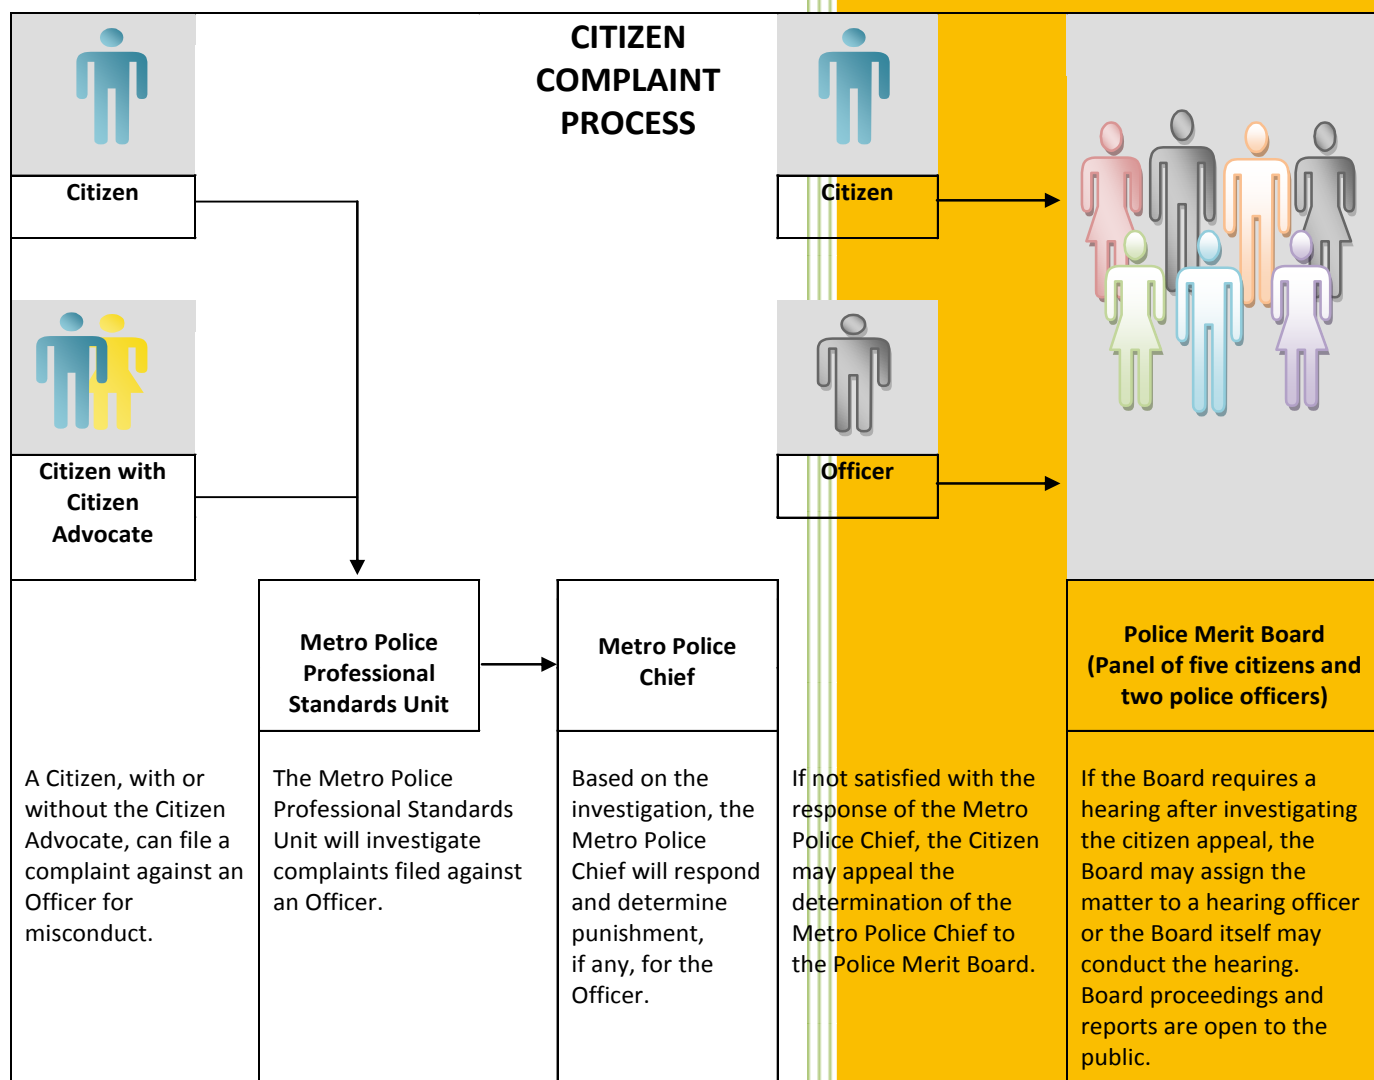 CITIZEN
COMPLAINT
PROCESS
Citizen
Citizen
Citizen with
Citizen
Advocate
Officer
Metro Police
Professional
Standards Unit
Metro Police
Chief
Police Merit Board
(Panel of five citizens and
two police officers)
A Citizen, with or
without the Citizen
Advocate, can file a
complaint against an
Officer for
misconduct.
The Metro Police
Professional Standards
Unit will investigate
complaints filed against
an Officer.
Based on the
investigation, the
Metro Police
Chief will respond
and determine
punishment,
if any, for the
Officer.
If not satisfied with the
response of the Metro
Police Chief, the Citizen
may appeal the
determination of the
Metro Police Chief to
the Police Merit Board.
If the Board requires a
hearing after investigating
the citizen appeal, the
Board may assign the
matter to a hearing officer
or the Board itself may
conduct the hearing.
Board proceedings and
reports are open to the
public.